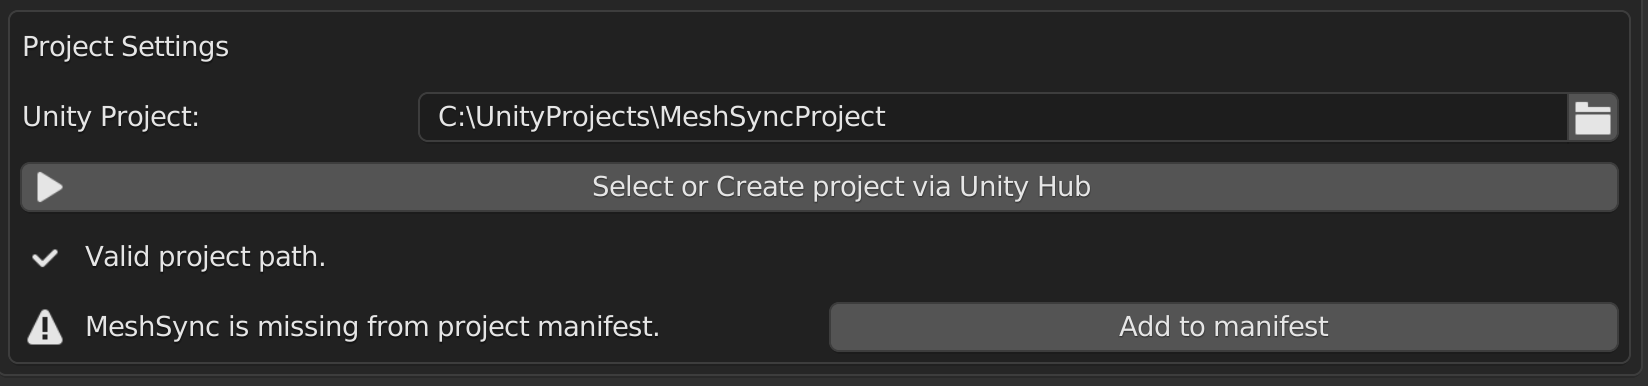 Project Settings
Unity Project: C:\UnityProjects\MeshSyncProject
Select or Create project via Unity Hub
Valid project path.
MeshSync is missing from project manifest. Add to manifest